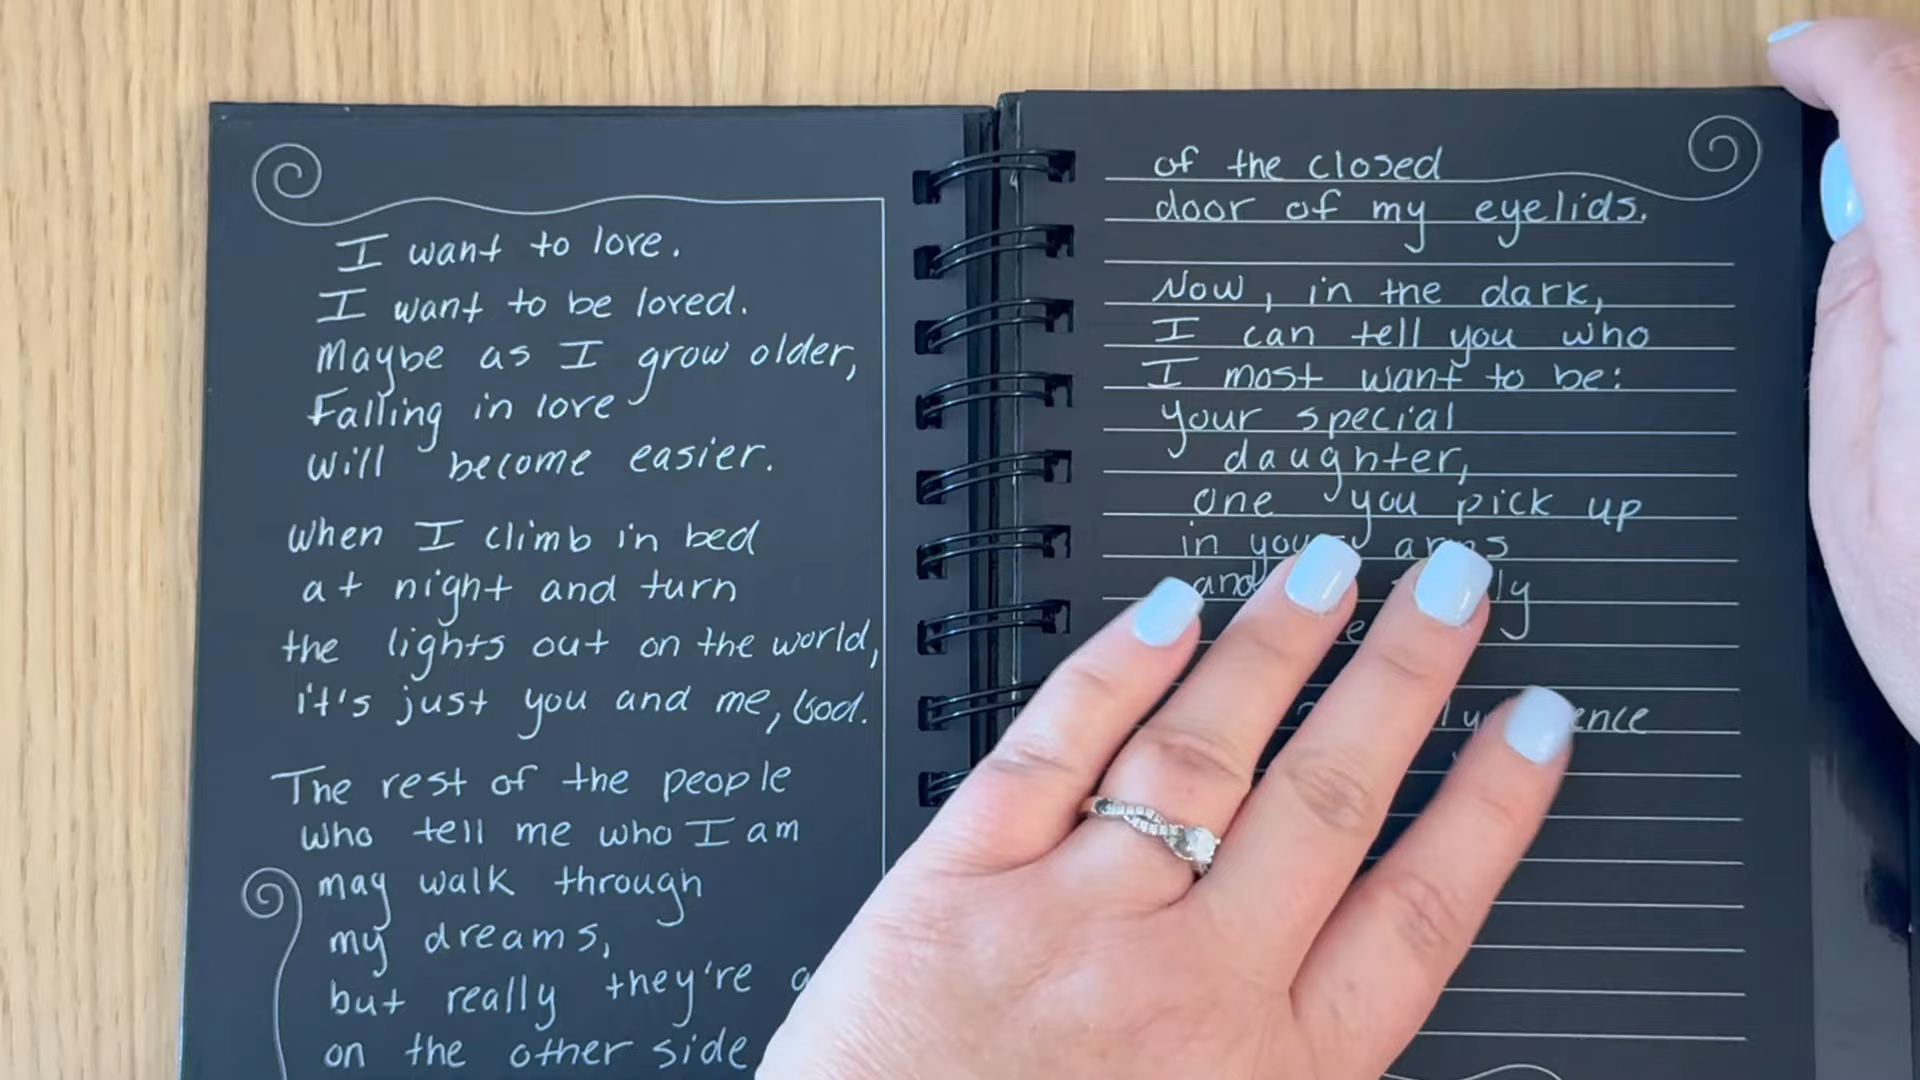 I want to love.
I want to be loved.
Maybe as I grow older,
Falling in love
will become easier.
When I climb in bed
at night and turn
the lights out on the world,
it's just you and me, God.
The rest of the people
who tell me who I am
may walk through
my dreams,
but really they're
on the other side
of the closed
door of my eyelids.
Now, in the dark,
I can tell you who
I most want to be:
your special
daughter,
one you pick up
in your arms
and